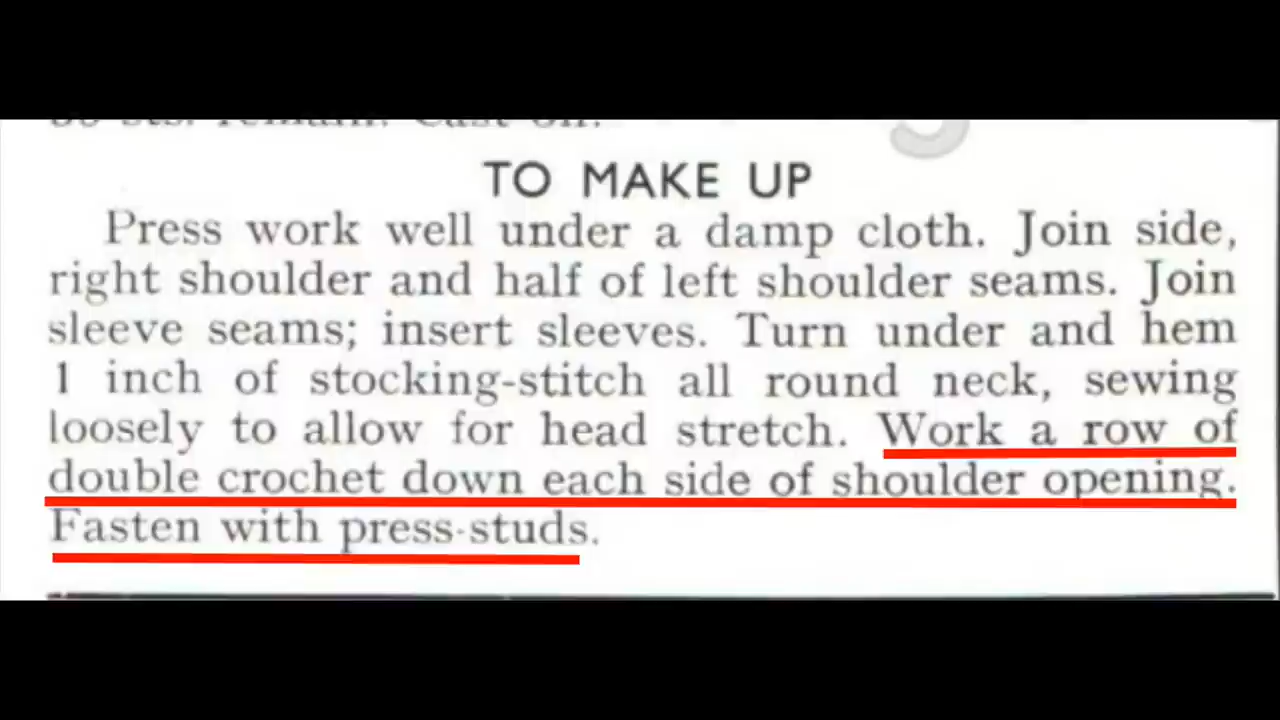 TO MAKE UP
Press work well under a damp cloth. Join side,
right shoulder and half of left shoulder seams. Join
sleeve seams; insert sleeves. Turn under and hem
1 inch of stocking-stitch all round neck, sewing
loosely to allow for head stretch. Work a row of
double crochet down each side of shoulder opening.
Fasten with press-studs.